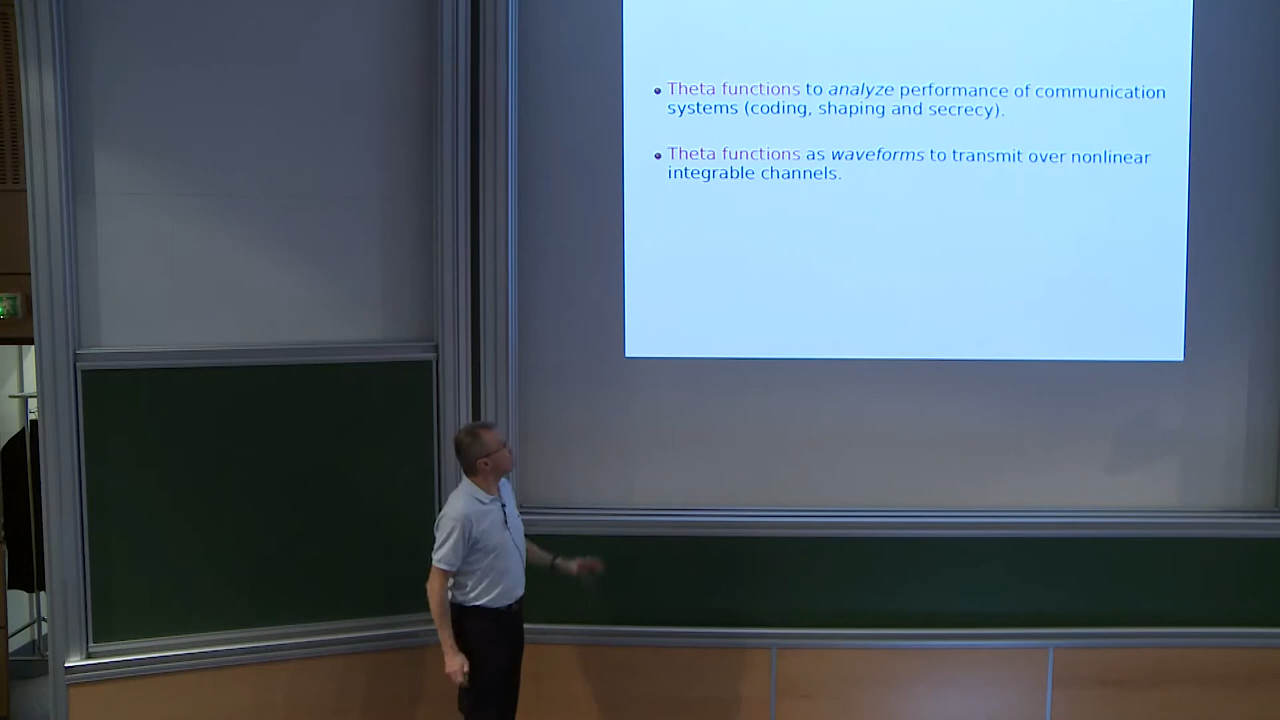 Theta functions to analyze performance of communication
systems (coding, shaping and secrecy).
Theta functions as waveforms to transmit over nonlinear
integrable channels.